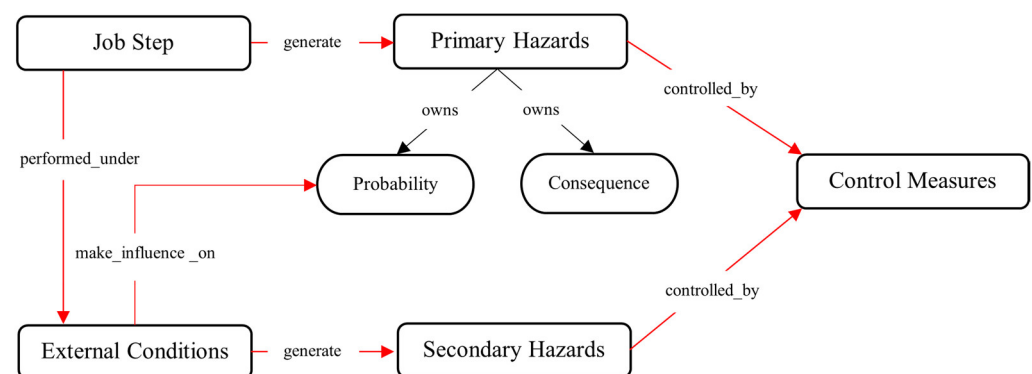 Job Step
generate
Primary Hazards
controlled_by
owns
owns
performed_under
Probability
Consequence
Control Measures
make_influence _on
controlled_by
External Conditions
generate
Secondary Hazards